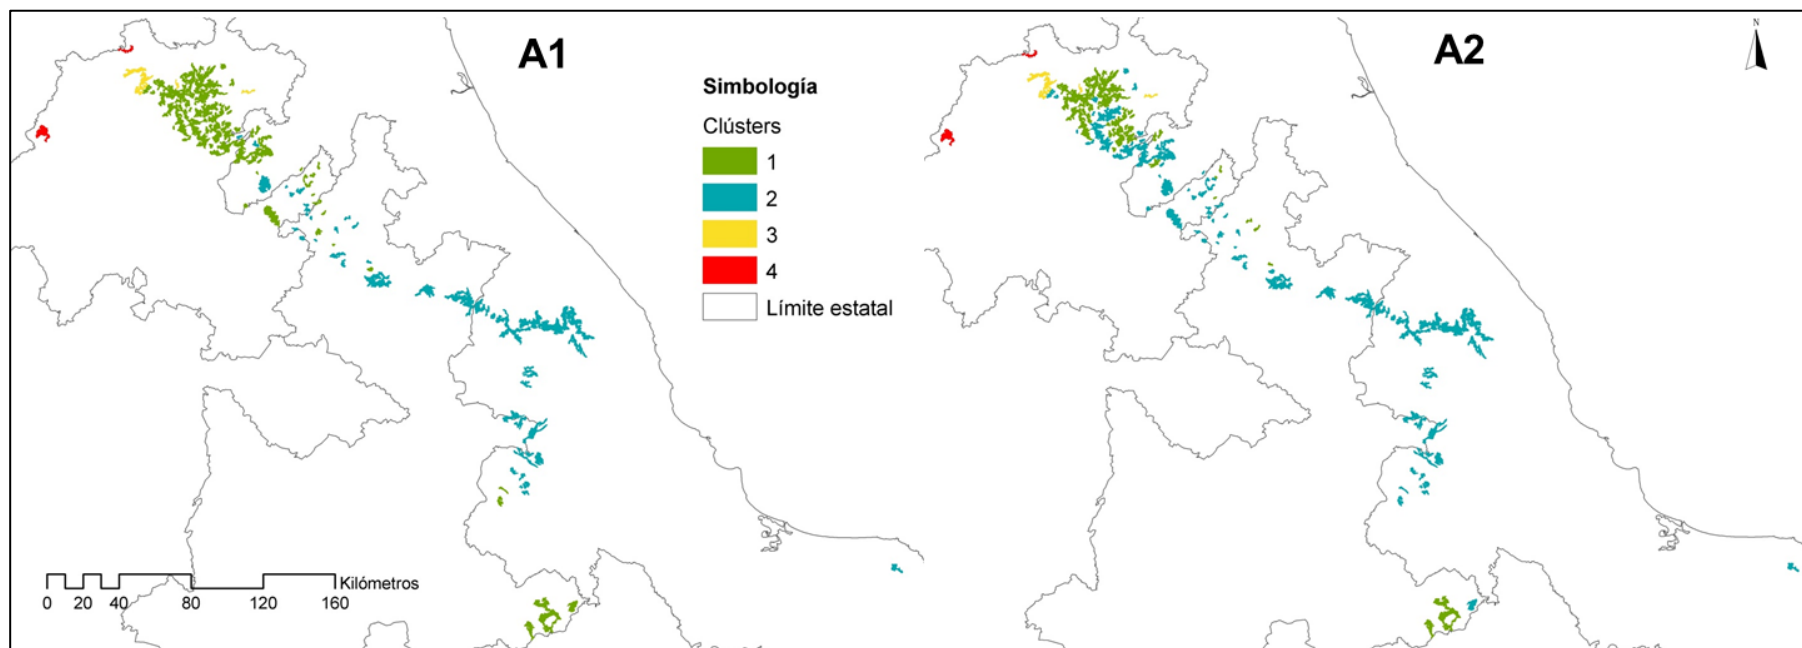 A1
A2
N
Simbología
Clústers
1
2
3
4
Límite estatal
Kilómetros
0 20 40 80 120 160